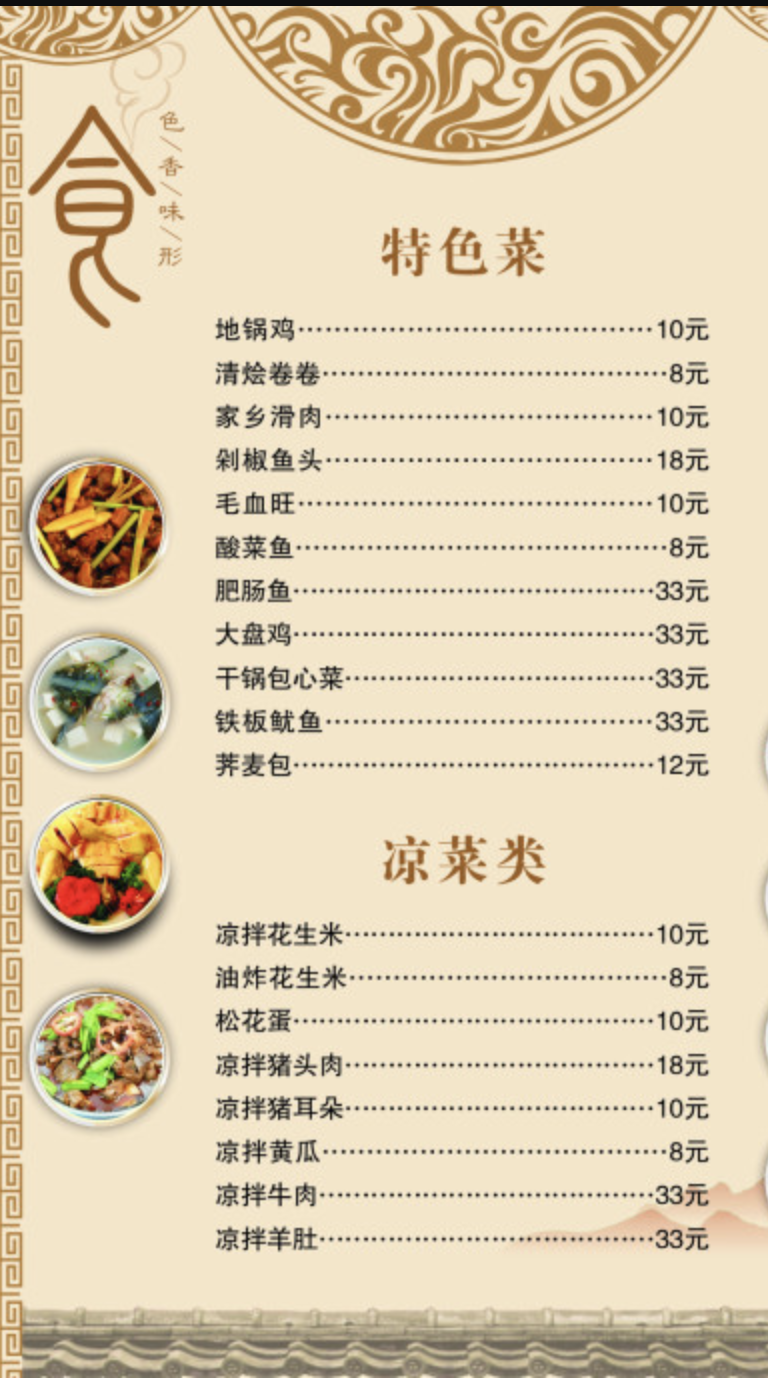 食
色/香/味/形
特色菜
地锅鸡……………………………………10元
清烩卷卷…………………………………8元
家乡滑肉…………………………………10元
剁椒鱼头…………………………………18元
毛血旺……………………………………10元
酸菜鱼……………………………………8元
肥肠鱼……………………………………33元
大盘鸡……………………………………33元
干锅包心菜………………………………33元
铁板鱿鱼…………………………………33元
荞麦包……………………………………12元
凉菜类
凉拌花生米………………………………10元
油炸花生米………………………………8元
松花蛋……………………………………10元
凉拌猪头肉………………………………18元
凉拌猪耳朵………………………………10元
凉拌黄瓜…………………………………8元
凉拌牛肉…………………………………33元
凉拌羊肚…………………………………33元